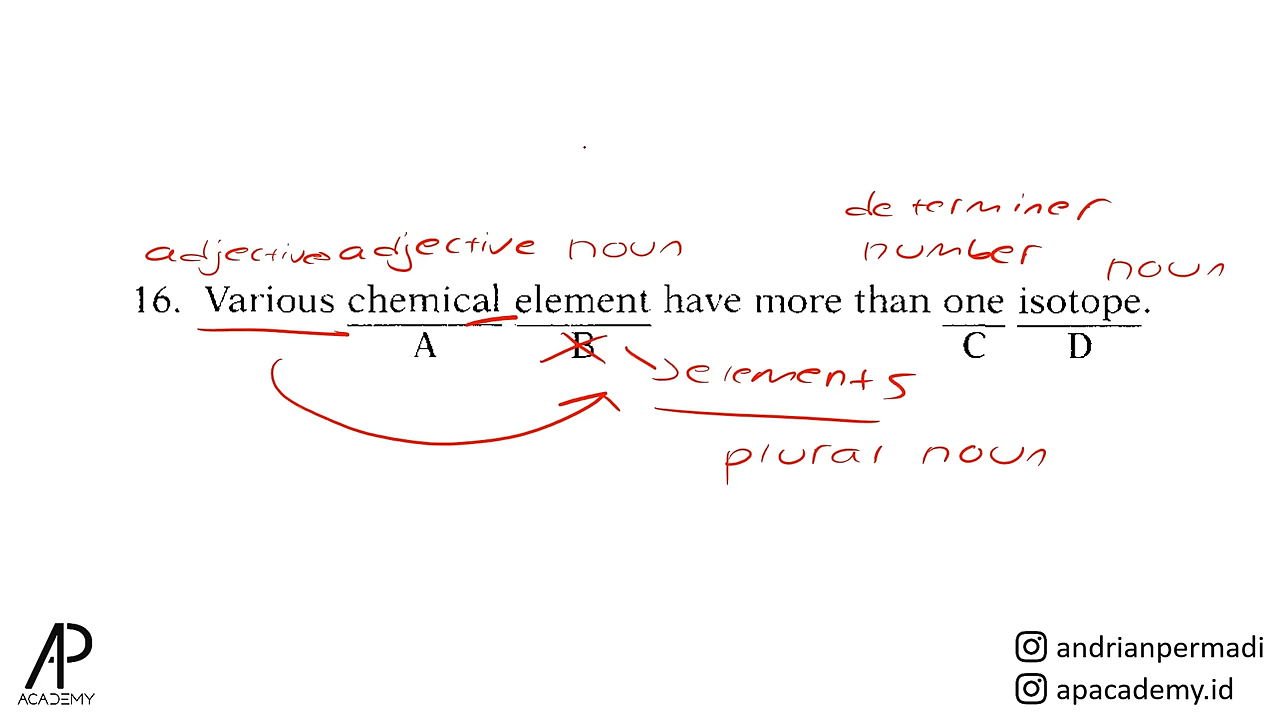 determiner
adjective adjective noun number noun
16. Various chemical element have more than one isotope.
A B C D
elements
plural noun
AP
ACADEMY
andrianpermadi
apacademy.id